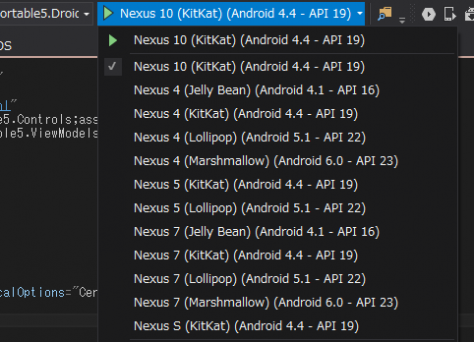 ortable5.Droid
Nexus 10 (KitKat) (Android 4.4 - API 19)
Nexus 10 (KitKat) (Android 4.4 - API 19)
Nexus 10 (KitKat) (Android 4.4 - API 19)
Nexus 4 (Jelly Bean) (Android 4.1 - API 16)
e5.Controls;ass
Nexus 4 (KitKat) (Android 4.4 - API 19)
ble5.ViewModels
Nexus 4 (Lollipop) (Android 5.1 - API 22)
Nexus 4 (Marshmallow) (Android 6.0 - API 23)
Nexus 5 (KitKat) (Android 4.4 - API 19)
Nexus 5 (Lollipop) (Android 5.1 - API 22)
Nexus 7 (Jelly Bean) (Android 4.1 - API 16)
Nexus 7 (KitKat) (Android 4.4 - API 19)
Nexus 7 (Lollipop) (Android 5.1 - API 22)
calOptions="Cer
Nexus 7 (Marshmallow) (Android 6.0 - API 23)
Nexus S (KitKat) (Android 4.4 - API 19)